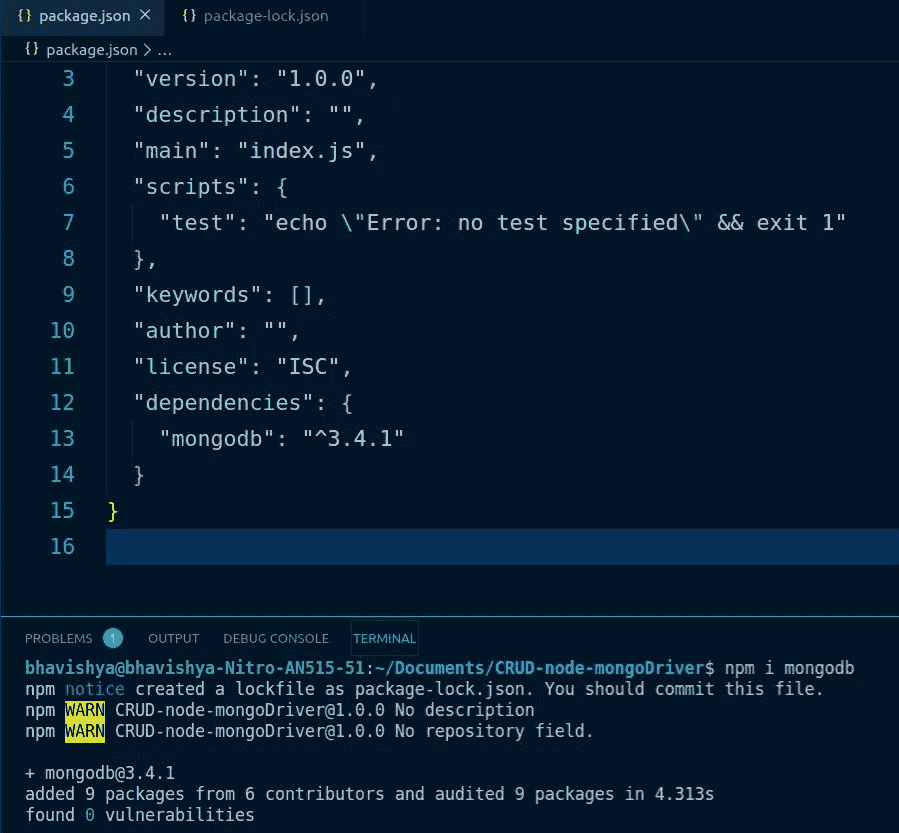 {} package.json × {} package-lock.json
{} package.json > ...
3 "version": "1.0.0",
4 "description": "",
5 "main": "index.js",
6 "scripts": {
7 "test": "echo \"Error: no test specified\" && exit 1"
8 },
9 "keywords": [],
10 "author": "",
11 "license": "ISC",
12 "dependencies": {
13 "mongodb": "^3.4.1"
14 }
15 }
16
PROBLEMS 1 OUTPUT DEBUG CONSOLE TERMINAL
bhavishya@bhavishya-Nitro-AN515-51:~/Documents/CRUD-node-mongoDriver$ npm i mongodb
npm notice created a lockfile as package-lock.json. You should commit this file.
npm WARN CRUD-node-mongoDriver@1.0.0 No description
npm WARN CRUD-node-mongoDriver@1.0.0 No repository field.
+ mongodb@3.4.1
added 9 packages from 6 contributors and audited 9 packages in 4.313s
found 0 vulnerabilities